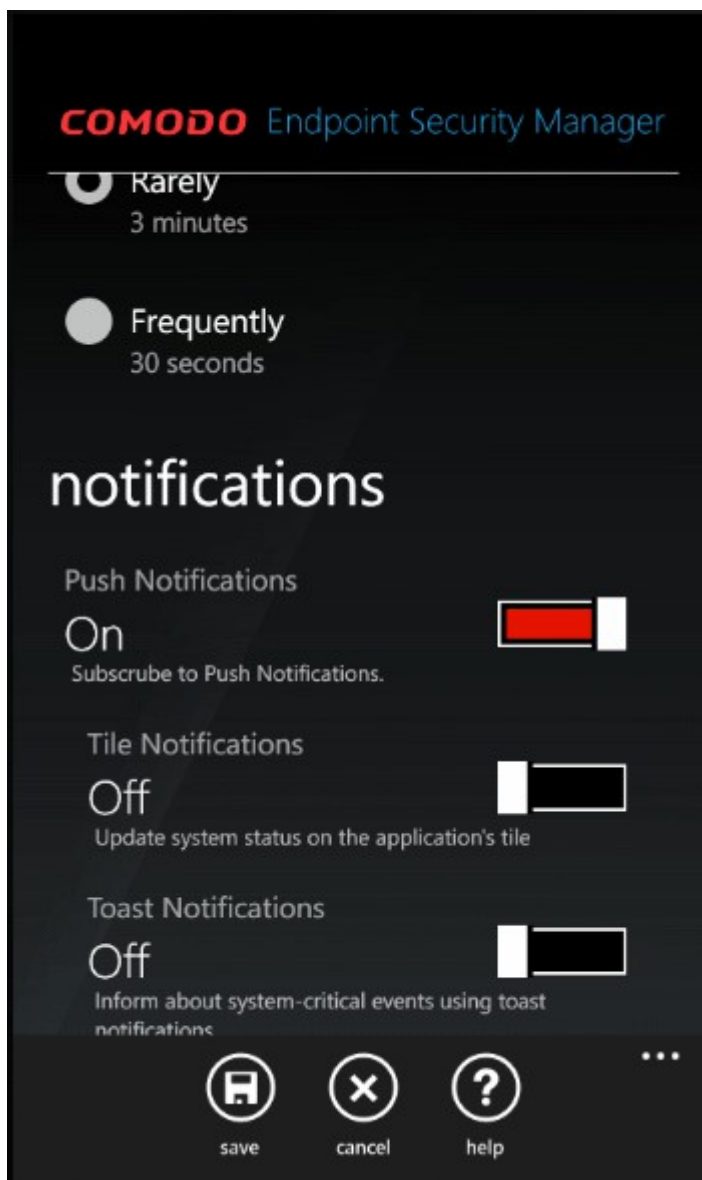 COMODO Endpoint Security Manager
Rarely
3 minutes
Frequently
30 seconds
notifications
Push Notifications
On
Subscrube to Push Notifications.
Tile Notifications
Off
Update system status on the application's tile
Toast Notifications
Off
Inform about system-critical events using toast
notifications
save cancel help